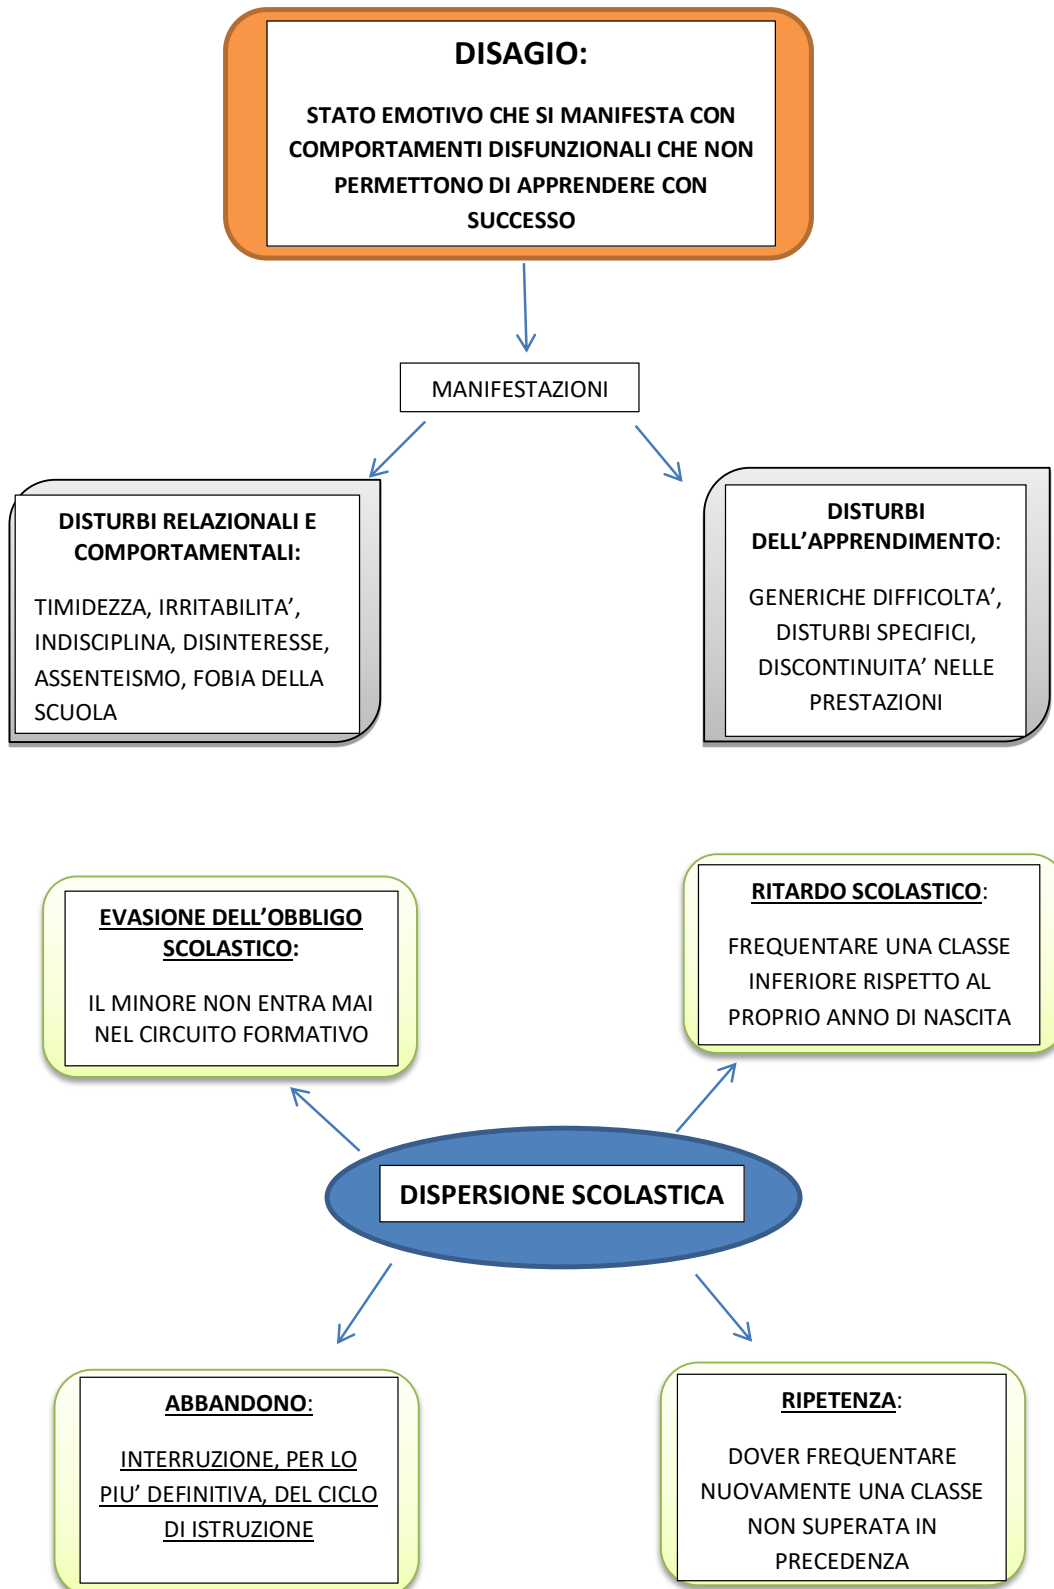 DISAGIO:
STATO EMOTIVO CHE SI MANIFESTA CON
COMPORTAMENTI DISFUNZIONALI CHE NON
PERMETTONO DI APPRENDERE CON
SUCCESSO
MANIFESTAZIONI
DISTURBI RELAZIONALI E
COMPORTAMENTALI:
TIMIDEZZA, IRRITABILITA’,
INDISCIPLINA, DISINTERESSE,
ASSENTEISMO, FOBIA DELLA
SCUOLA
DISTURBI
DELL’APPRENDIMENTO:
GENERICHE DIFFICOLTA’,
DISTURBI SPECIFICI,
DISCONTINUITA’ NELLE
PRESTAZIONI
EVASIONE DELL’OBBLIGO
SCOLASTICO:
IL MINORE NON ENTRA MAI
NEL CIRCUITO FORMATIVO
RITARDO SCOLASTICO:
FREQUENTARE UNA CLASSE
INFERIORE RISPETTO AL
PROPRIO ANNO DI NASCITA
DISPERSIONE SCOLASTICA
ABBANDONO:
INTERRUZIONE, PER LO
PIU’ DEFINITIVA, DEL CICLO
DI ISTRUZIONE
RIPETENZA:
DOVER FREQUENTARE
NUOVAMENTE UNA CLASSE
NON SUPERATA IN
PRECEDENZA